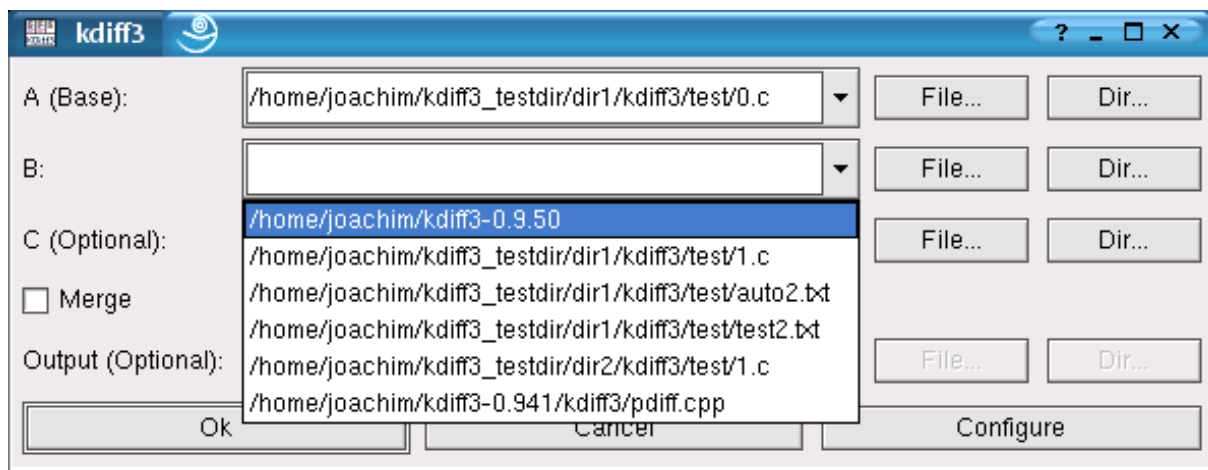 kdiff3 ?
A (Base): /home/joachim/kdiff3_testdir/dir1/kdiff3/test/0.c File... Dir...
B: File... Dir...
/home/joachim/kdiff3-0.9.50
C (Optional): File... Dir...
/home/joachim/kdiff3_testdir/dir1/kdiff3/test/1.c
Merge
/home/joachim/kdiff3_testdir/dir1/kdiff3/test/auto2.txt
/home/joachim/kdiff3_testdir/dir1/kdiff3/test/test2.txt
Output (Optional): File... Dir...
/home/joachim/kdiff3_testdir/dir2/kdiff3/test/1.c
/home/joachim/kdiff3-0.941/kdiff3/pdiff.cpp
Ok Cancel Configure